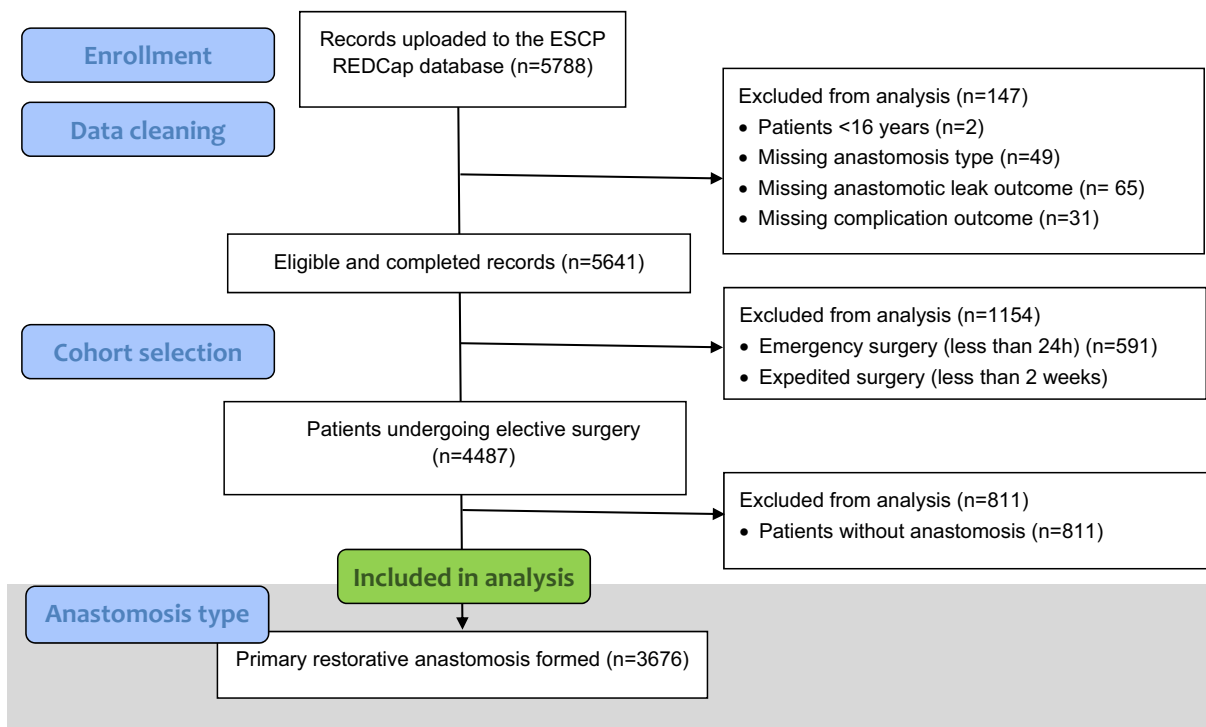 Enrollment
Records uploaded to the ESCP
REDCap database (n=5788)
Data cleaning
Excluded from analysis (n=147)
• Patients <16 years (n=2)
• Missing anastomosis type (n=49)
• Missing anastomotic leak outcome (n= 65)
• Missing complication outcome (n=31)
Eligible and completed records (n=5641)
Cohort selection
Excluded from analysis (n=1154)
• Emergency surgery (less than 24h) (n=591)
• Expedited surgery (less than 2 weeks)
Patients undergoing elective surgery
(n=4487)
Excluded from analysis (n=811)
• Patients without anastomosis (n=811)
Included in analysis
Anastomosis type
Primary restorative anastomosis formed (n=3676)